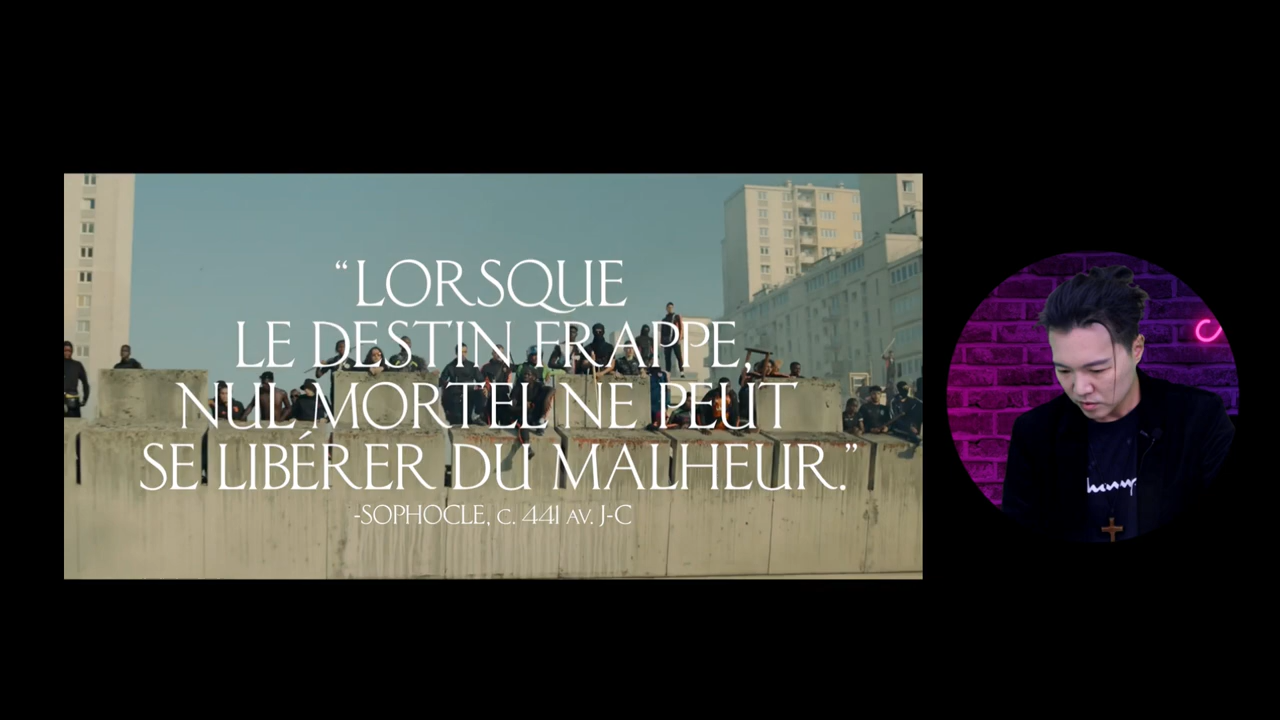 “LORSQUE
LE DESTIN FRAPPE,
NUL MORTEL NE PEUT
SE LIBÉRER DU MALHEUR.”
-SOPHOCLE, C. 441 AV. J-C